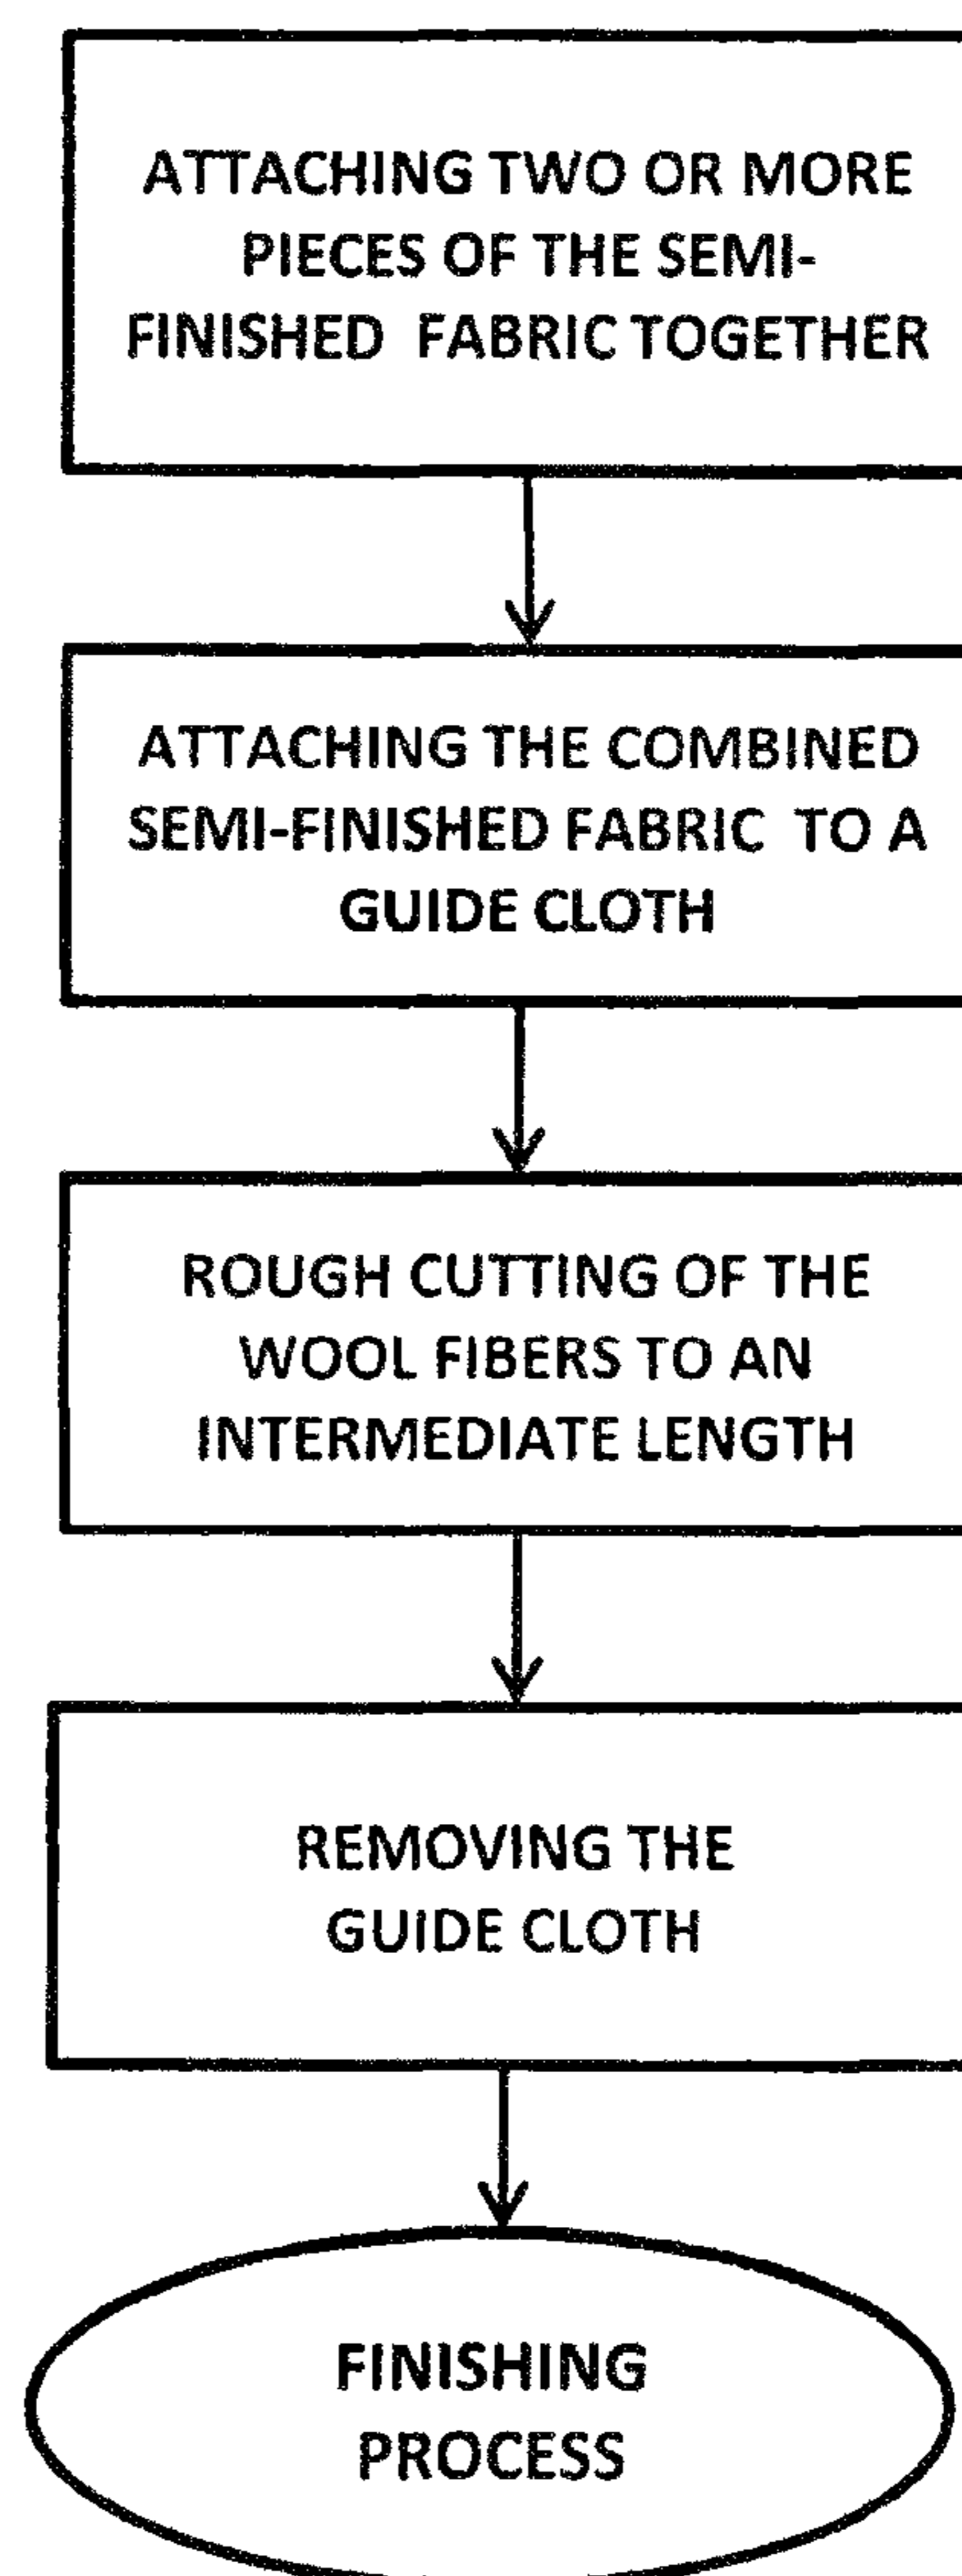 ATTACHING TWO OR MORE
PIECES OF THE SEMI-
FINISHED FABRIC TOGETHER
ATTACHING THE COMBINED
SEMI-FINISHED FABRIC TO A
GUIDE CLOTH
ROUGH CUTTING OF THE
WOOL FIBERS TO AN
INTERMEDIATE LENGTH
REMOVING THE
GUIDE CLOTH
FINISHING
PROCESS